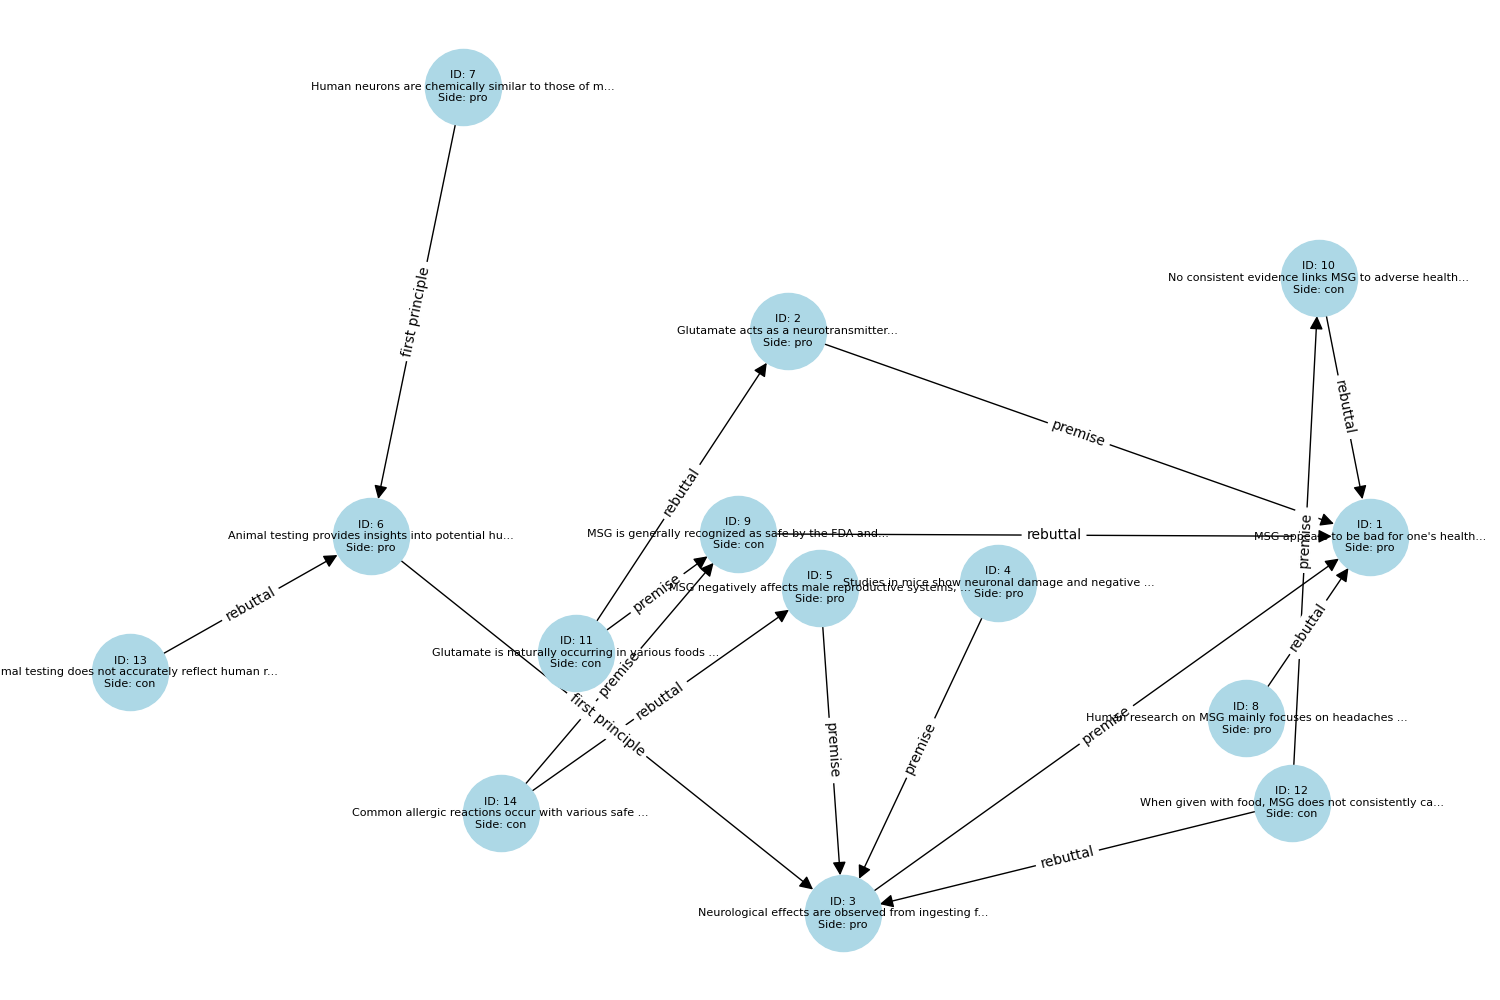 ID: 7
Human neurons are chemically similar to those of m...
Side: pro
first principle
ID: 10
No consistent evidence links MSG to adverse health...
Side: con
ID: 2
Glutamate acts as a neurotransmitter...
Side: pro
premise
rebuttal
rebuttal
ID: 6
Animal testing provides insights into potential hu...
Side: pro
ID: 9
MSG is generally recognized as safe by the FDA and...
Side: con
rebuttal
premise
ID: 1
MSG appears to be bad for one's health...
Side: pro
ID: 5
MSG negatively affects male reproductive systems, ...
Side: pro
ID: 4
Studies in mice show neuronal damage and negative ...
Side: pro
premise
rebuttal
rebuttal
ID: 11
Glutamate is naturally occurring in various foods ...
Side: con
ID: 13
mal testing does not accurately reflect human r...
Side: con
premise
rebuttal
first principle
premise
premise
premise
ID: 8
Human research on MSG mainly focuses on headaches ...
Side: pro
ID: 14
Common allergic reactions occur with various safe ...
Side: con
ID: 12
When given with food, MSG does not consistently ca...
Side: con
rebuttal
ID: 3
Neurological effects are observed from ingesting f...
Side: pro